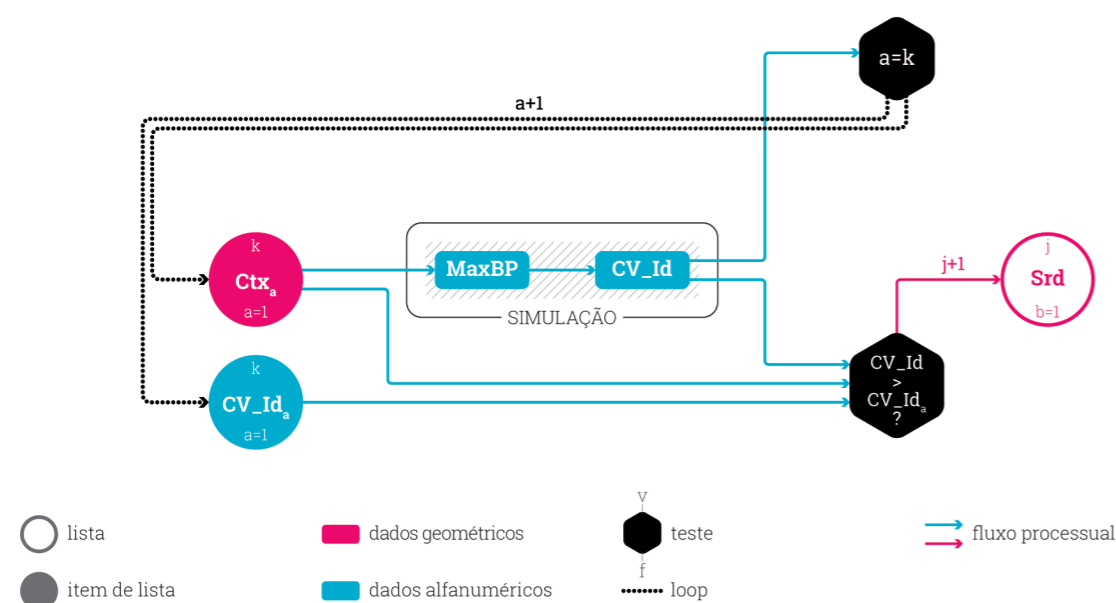 a=k
a+1
k
Ctxₐ
a=1
MaxBP
CV_Id
SIMULAÇÃO
j+1
j
Srd
b=1
k
CV_Idₐ
a=1
CV_Id
>
CV_Idₐ
?
lista
dados geométricos
v
teste
f
fluxo processual
item de lista
dados alfanuméricos
loop